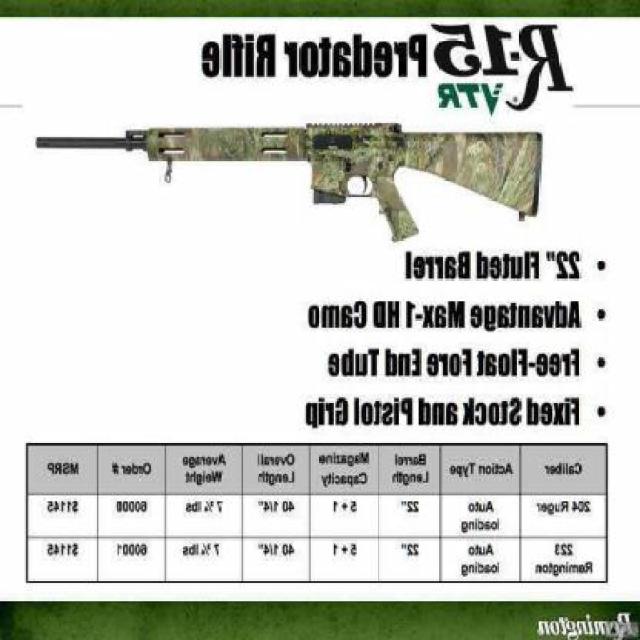 R-15 Predator Rifle
R-15 VTR
• 22" Fluted Barrel
• Advantage Max-1 HD Camo
• Free-Float Fore End Tube
• Fixed Stock and Pistol Grip
Caliber Action Type Barrel Length Magazine Capacity Overall Length Average Weight Order # MSRP
204 Ruger Auto loading 22" 5 + 1 40 1/4" 7 ¾ lbs 60000 $1145
223 Remington Auto loading 22" 5 + 1 40 1/4" 7 ¾ lbs 60001 $1145
Remington